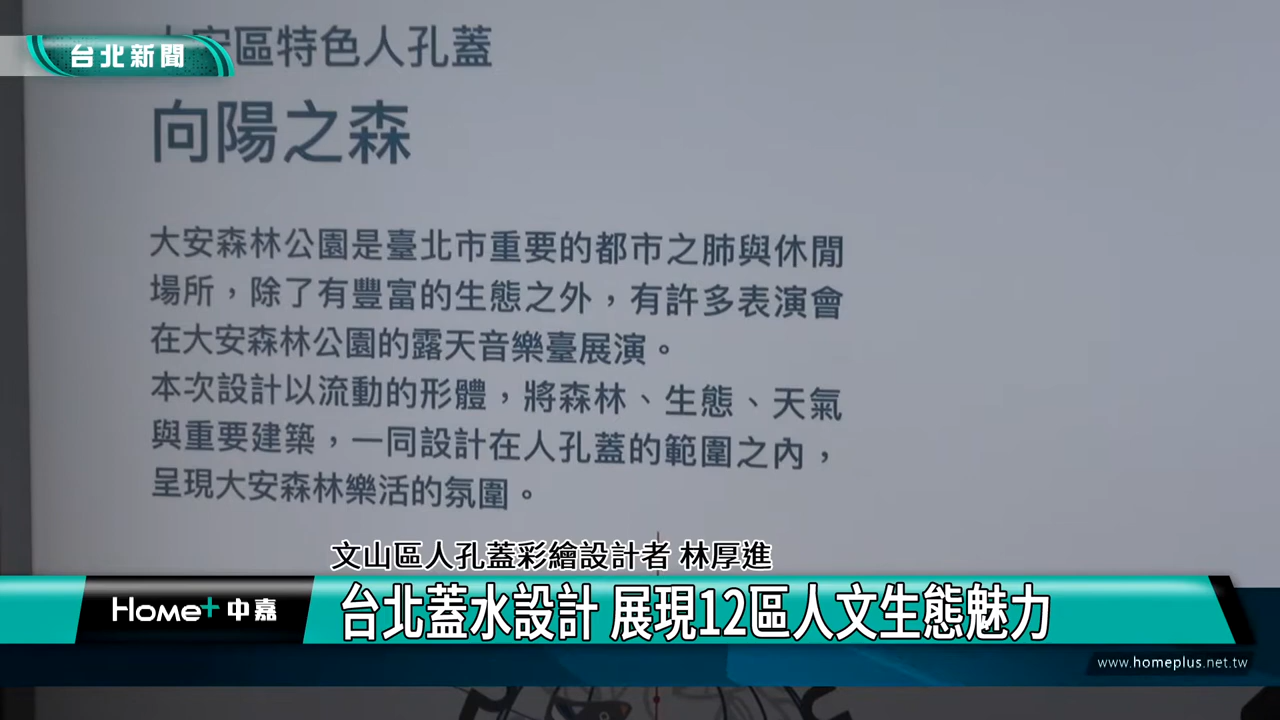 台北新聞
區特色人孔蓋
向陽之森
大安森林公園是臺北市重要的都市之肺與休閒
場所，除了有豐富的生態之外，有許多表演會
在大安森林公園的露天音樂臺展演。
本次設計以流動的形體，將森林、生態、天氣
與重要建築，一同設計在人孔蓋的範圍之內，
呈現大安森林樂活的氛圍。
文山區人孔蓋彩繪設計者 林厚進
Home+ 中嘉
台北蓋水設計 展現12區人文生態魅力
www.homeplus.net.tw